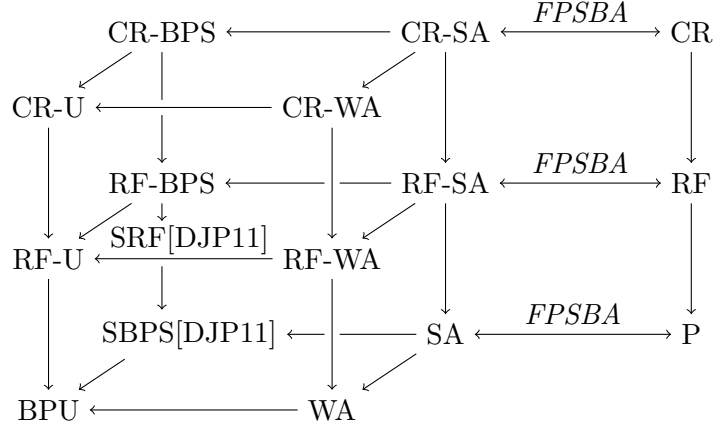 FPSBA
CR-BPS CR-SA CR
CR-U CR-WA
FPSBA
RF-BPS RF-SA RF
SRF[DJP11]
RF-U RF-WA
FPSBA
SBPS[DJP11] SA P
BPU WA